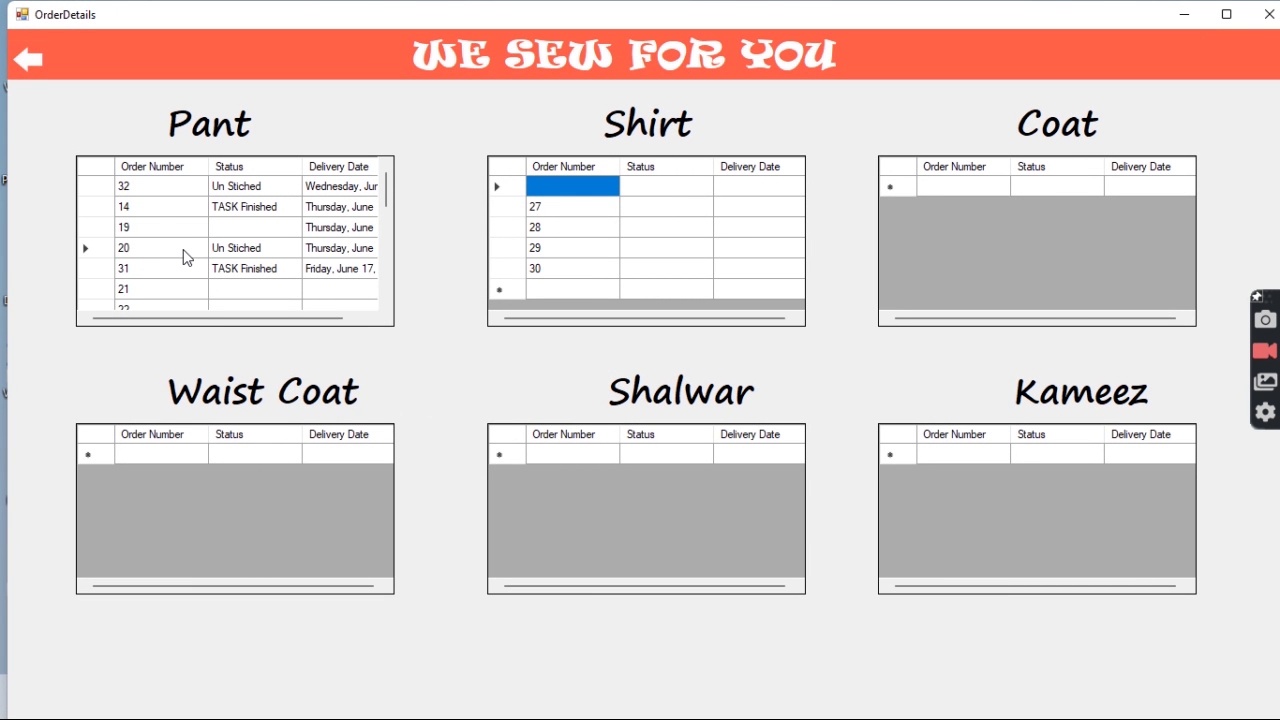 OrderDetails
WE SEW FOR YOU
Pant
Order Number Status Delivery Date
32 Un Stiched Wednesday, Jur
14 TASK Finished Thursday, June
19 Thursday, June
20 Un Stiched Thursday, June
31 TASK Finished Friday, June 17,
21
22
Shirt
Order Number Status Delivery Date
27
28
29
30
Coat
Order Number Status Delivery Date
Waist Coat
Order Number Status Delivery Date
Shalwar
Order Number Status Delivery Date
Kameez
Order Number Status Delivery Date